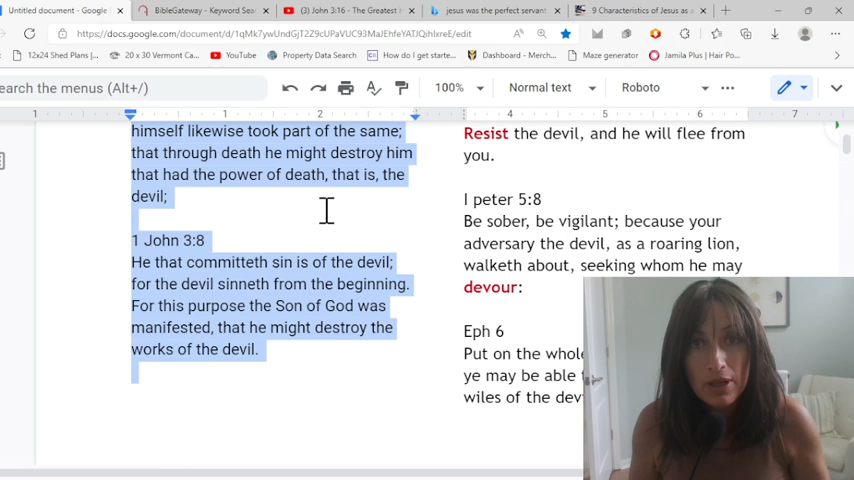 Untitled document - Google
BibleGateway - Keyword Sea
(3) John 3:16 - The Greatest H
jesus was the perfect servant
9 Characteristics of Jesus as a
https://docs.google.com/document/d/1qMk7ywUndGjT2Z9cUPaVUC93MaJEhfeYATJQihIxreE/edit
12x24 Shed Plans |...
20 x 30 Vermont Ca...
YouTube
Property Data Search
How do I get starte...
Dashboard - Merch...
Maze generator
Jamila Plus | Hair Po...
earch the menus (Alt+/)
100%
Normal text
Roboto
1 1 2 4 5 6 7
himself likewise took part of the same;
that through death he might destroy him
that had the power of death, that is, the
devil;
1 John 3:8
He that committeth sin is of the devil;
for the devil sinneth from the beginning.
For this purpose the Son of God was
manifested, that he might destroy the
works of the devil.
Resist the devil, and he will flee from
you.
I peter 5:8
Be sober, be vigilant; because your
adversary the devil, as a roaring lion,
walketh about, seeking whom he may
devour:
Eph 6
Put on the whole
ye may be able
wiles of the dev